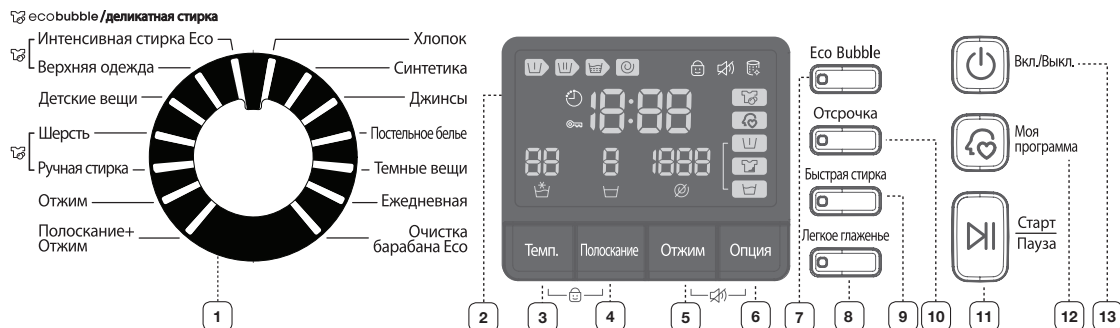 ecobubble/деликатная стирка
Интенсивная стирка Eco
Верхняя одежда
Детские вещи
Шерсть
Ручная стирка
Отжим
Полоскание+
Отжим
Хлопок
Синтетика
Джинсы
Постельное белье
Темные вещи
Ежедневная
Очистка
барабана Eco
18:88
88 8 1888
Темп. Полоскание Отжим Опция
Eco Bubble
Отсрочка
Быстрая стирка
Легкое глаженье
Вкл./Выкл.
Моя
программа
Старт
Пауза
1 2 3 4 5 6 7 8 9 10 11 12 13